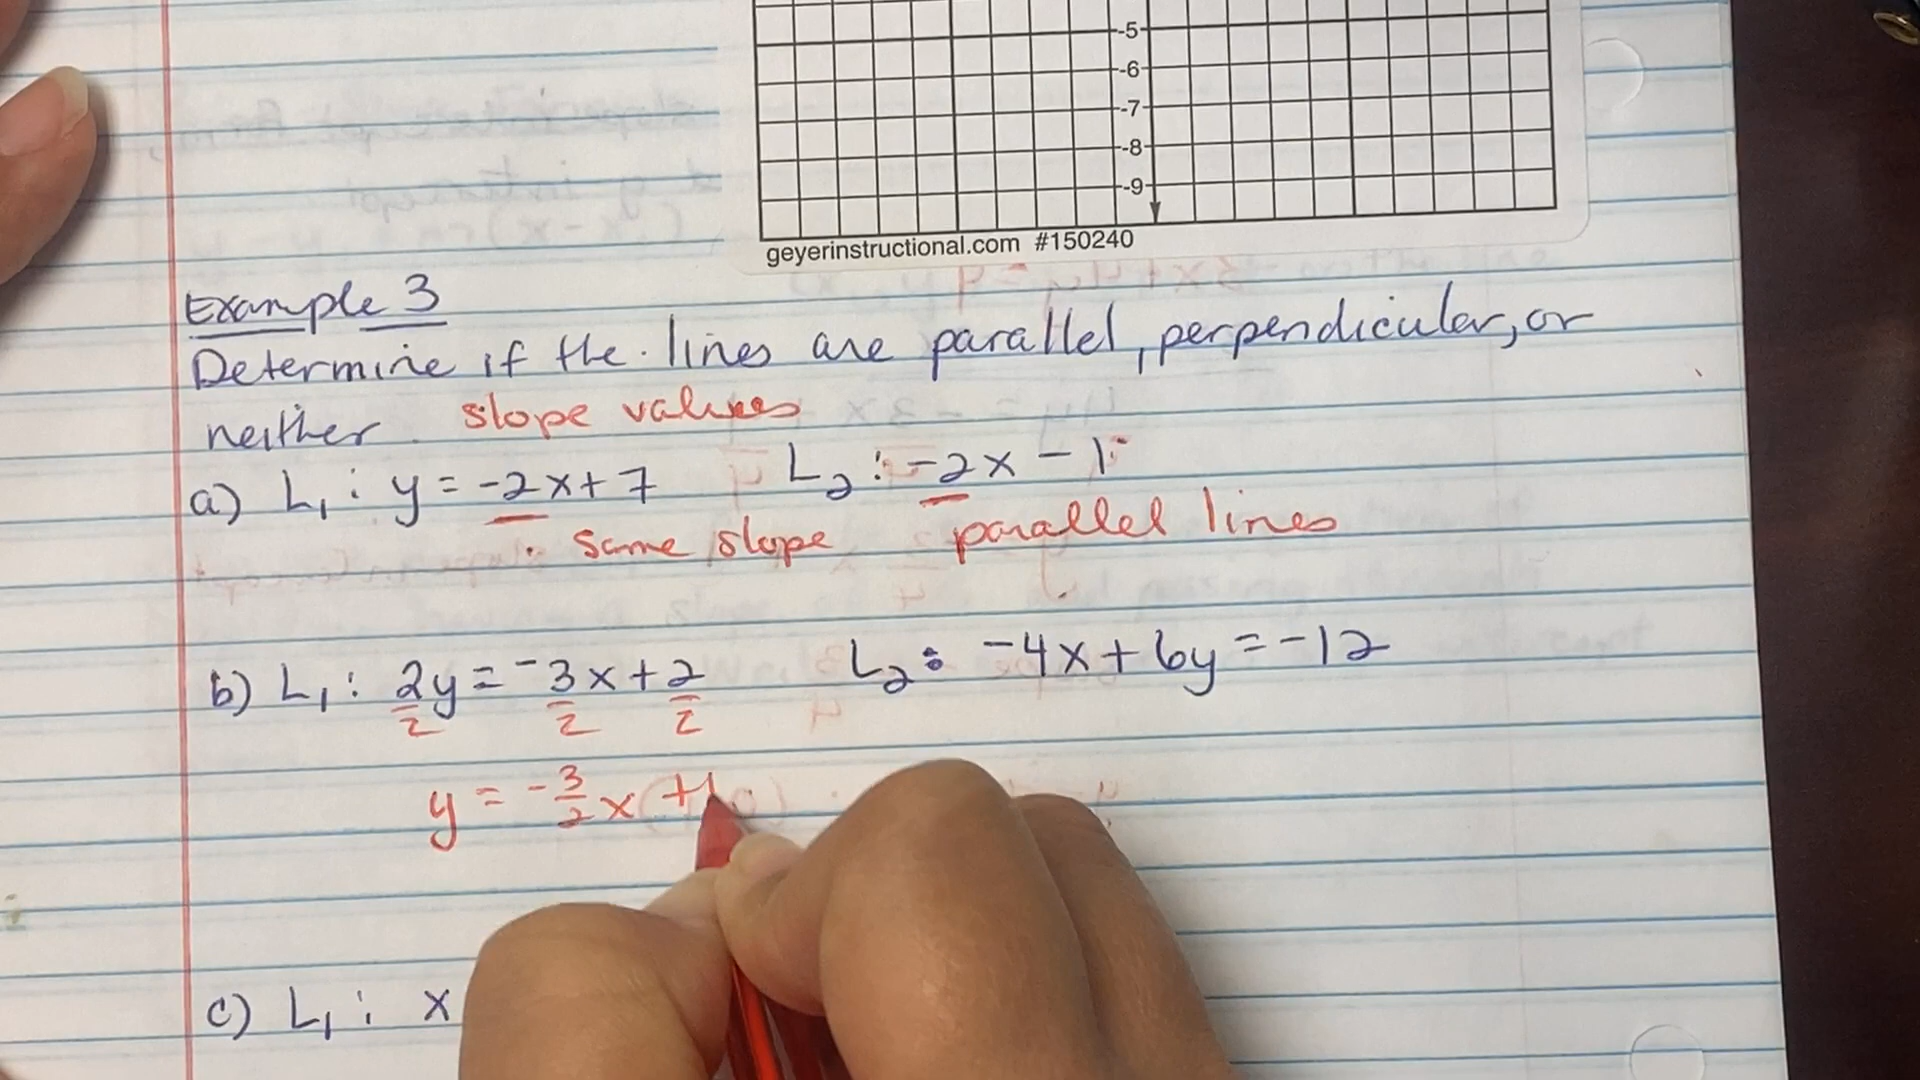 -5
-6
-7
-8
-9
geyerinstructional.com #150240
Example 3
Determine if the lines are parallel, perpendicular, or
neither. slope values
a) L₁: y = -2x+7 L₂: -2x - 1
same slope parallel lines
b) L₁: 2y = -3x+2 L₂: -4x+6y = -12
2 2 2
y = -3/2 x +1
c) L₁: x